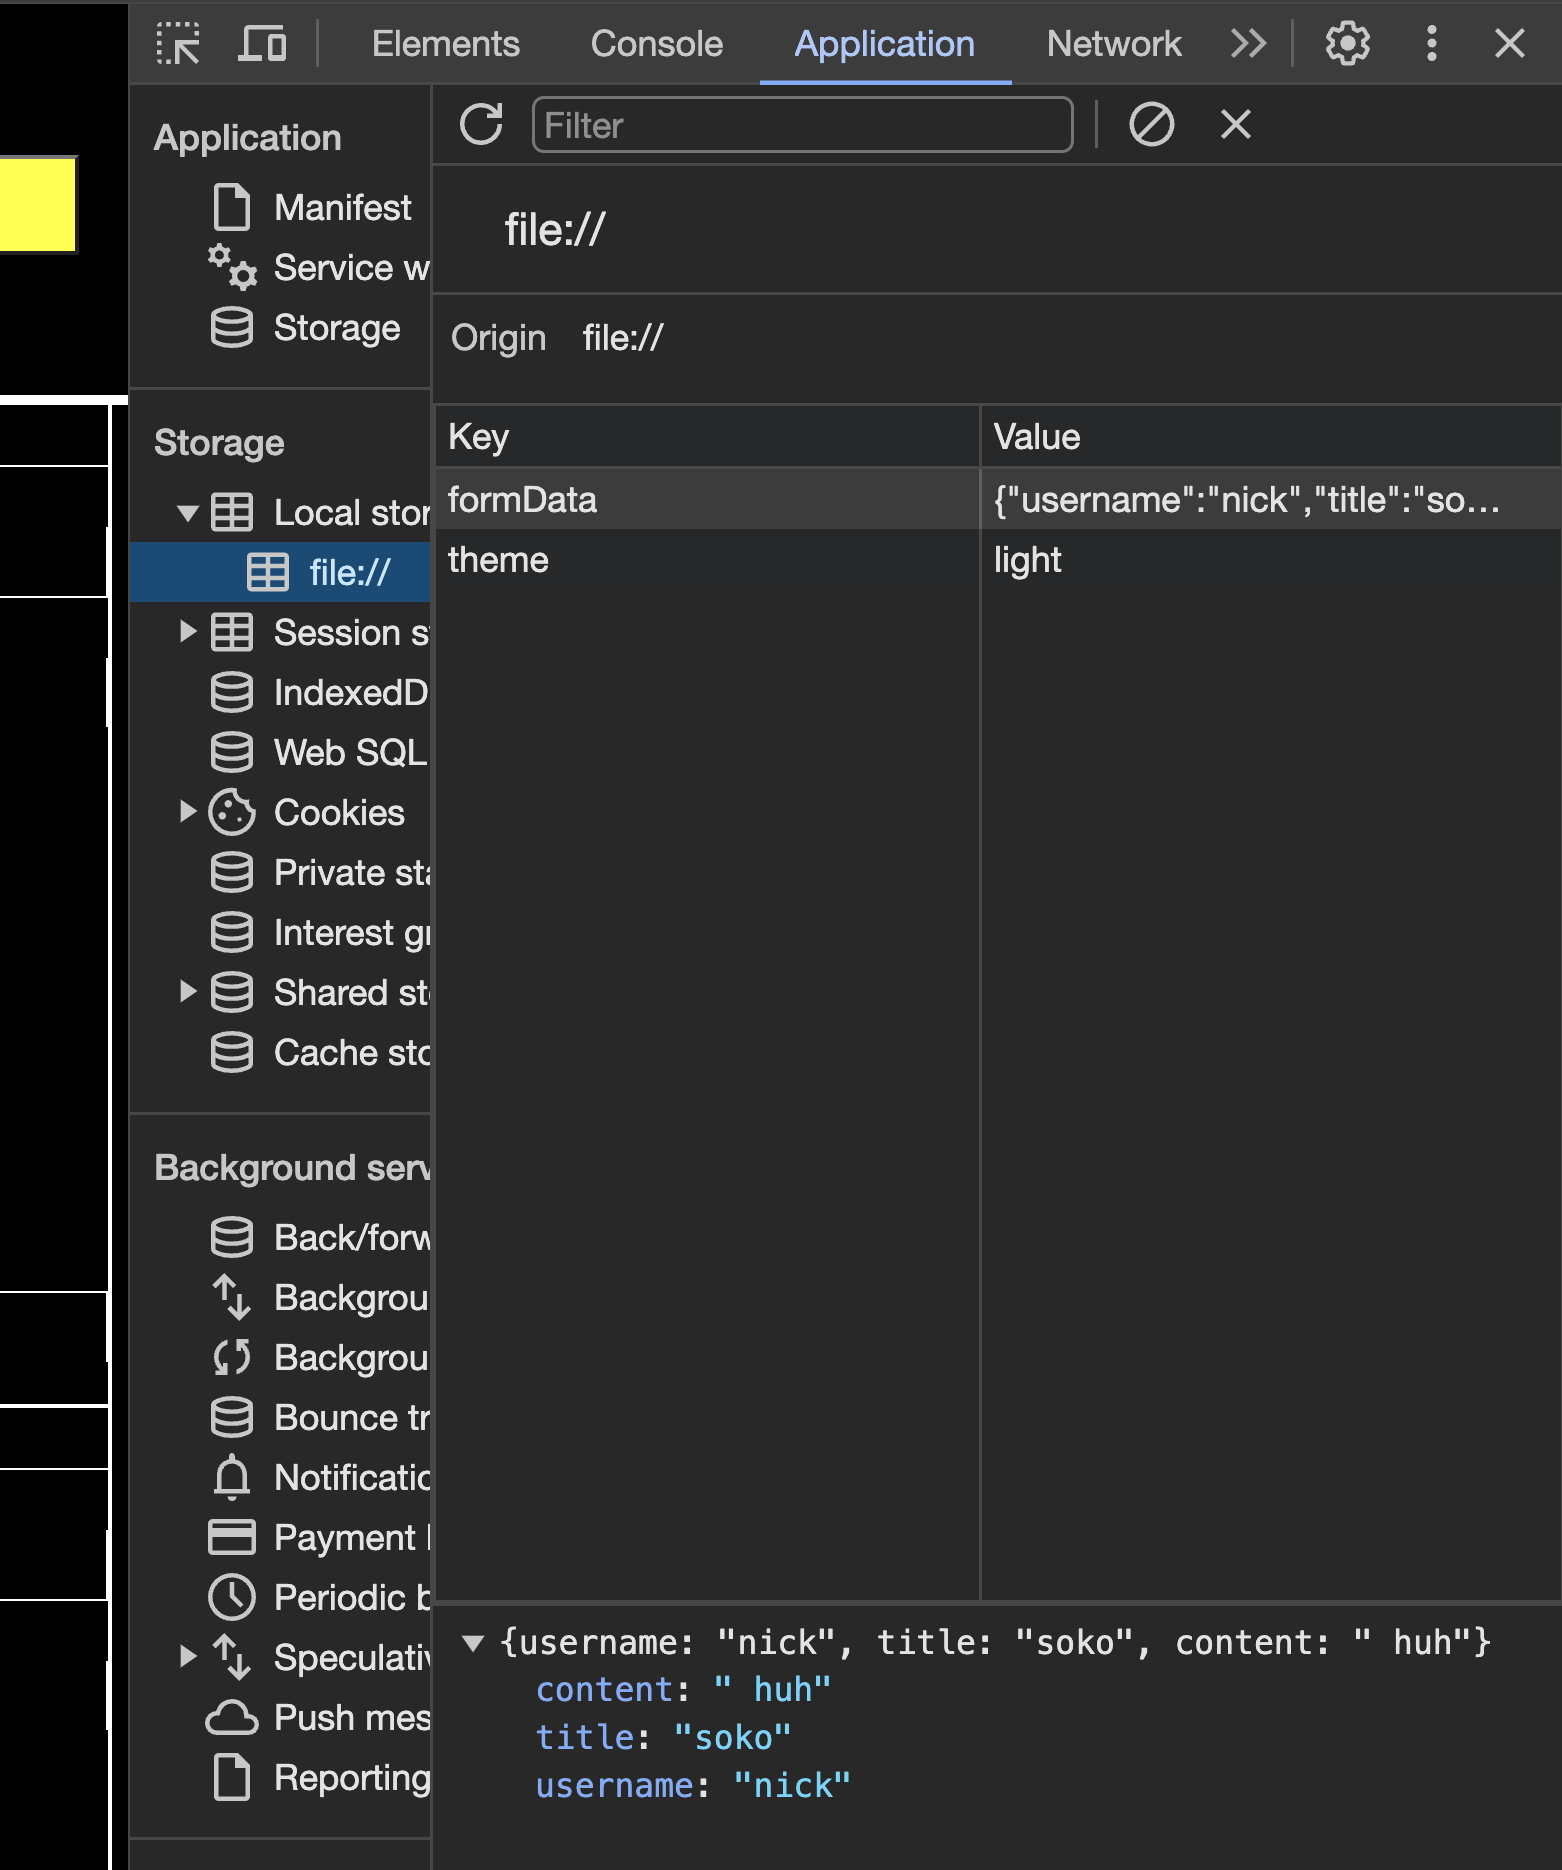 Elements Console Application Network
Application
Manifest
Service w
Storage
Storage
Local stor
file://
Session s
IndexedD
Web SQL
Cookies
Private sta
Interest gr
Shared sto
Cache sto
Background serv
Back/forw
Backgrou
Backgrou
Bounce tr
Notificatio
Payment
Periodic b
Speculativ
Push mes
Reporting
Filter
file://
Origin file://
Key Value
formData {"username":"nick","title":"so…
theme light
{username: "nick", title: "soko", content: " huh"}
content: " huh"
title: "soko"
username: "nick"